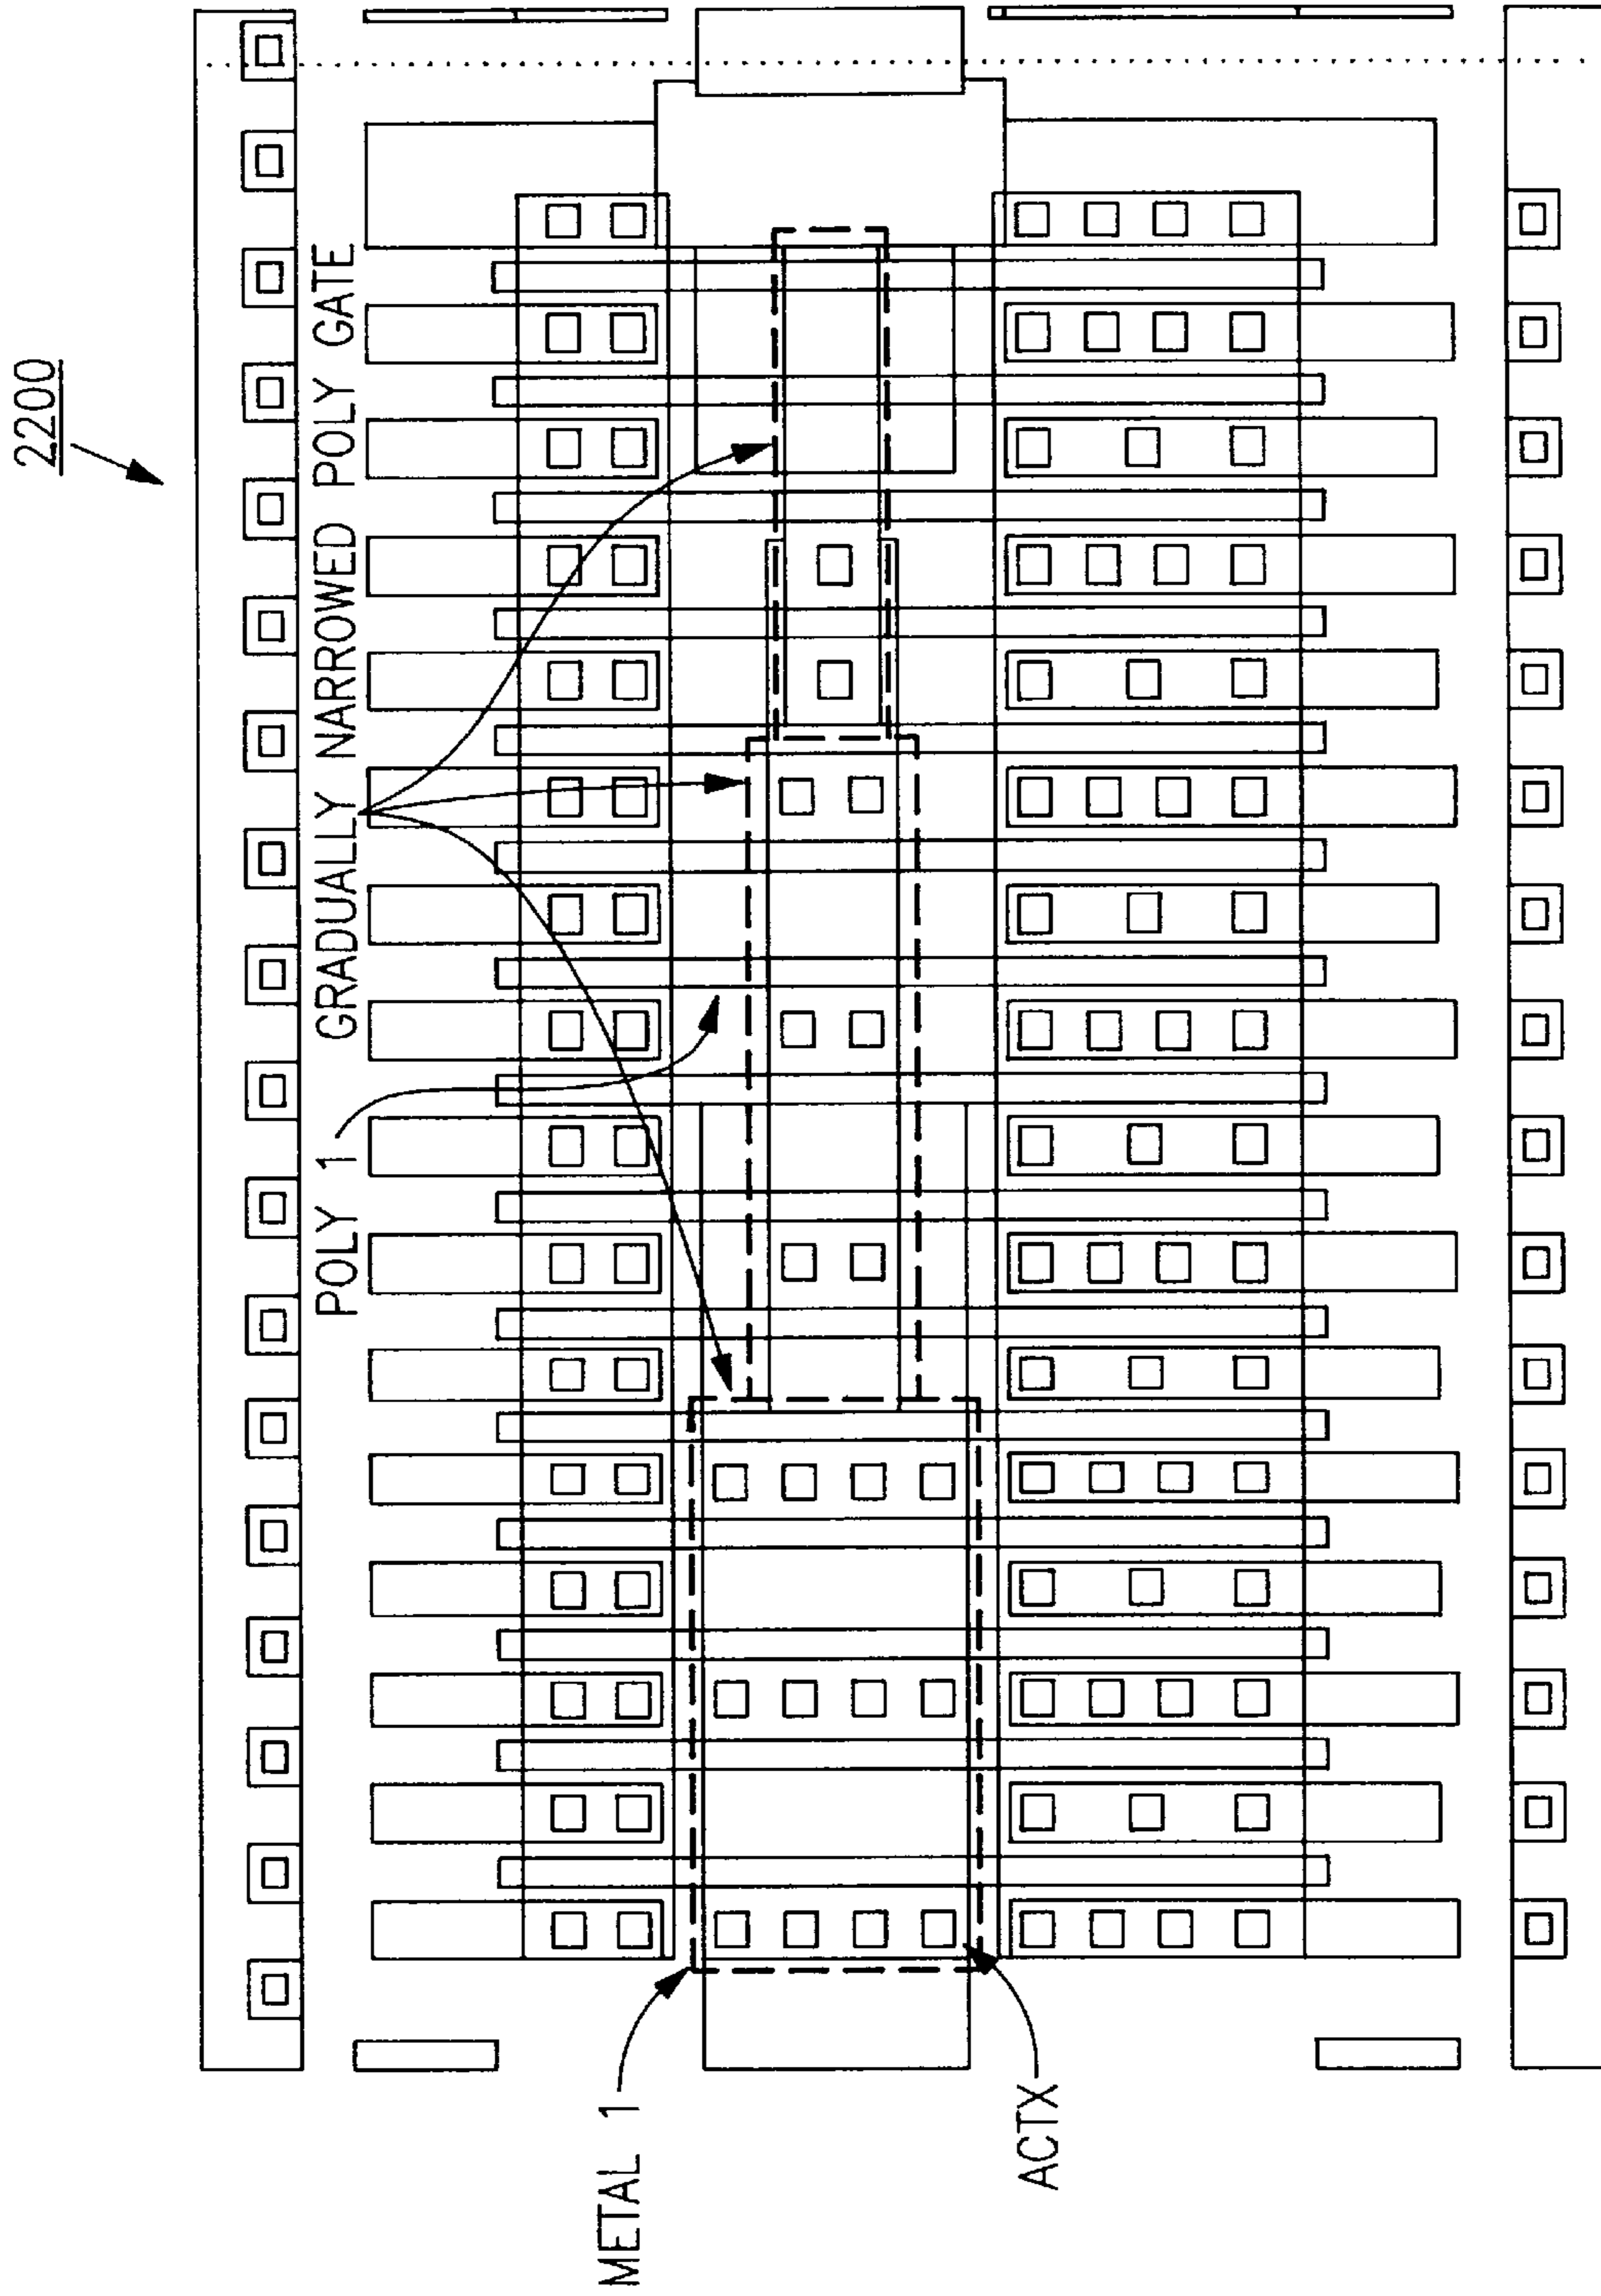 2200
GRADUALLY NARROWED POLY GATE
POLY 1
METAL 1
ACTX